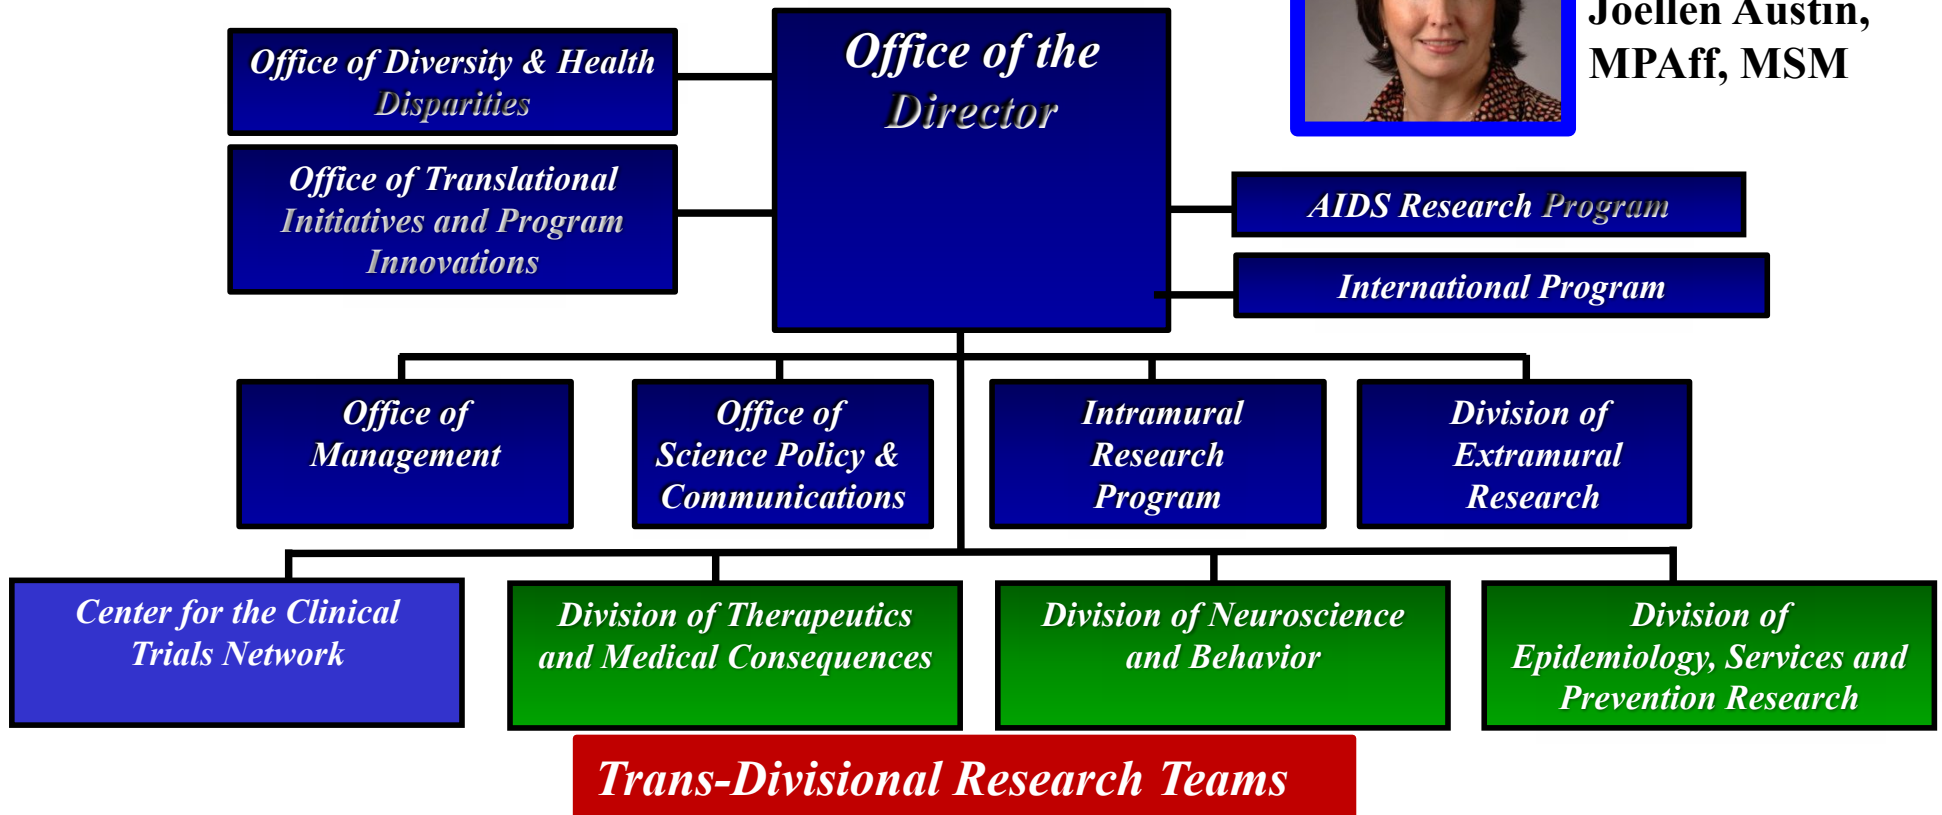 Joellen Austin,
MPAff, MSM
Office of the
Director
Office of Diversity & Health
Disparities
Office of Translational
Initiatives and Program
Innovations
AIDS Research Program
International Program
Office of
Management
Office of
Science Policy &
Communications
Intramural
Research
Program
Division of
Extramural
Research
Center for the Clinical
Trials Network
Division of Therapeutics
and Medical Consequences
Division of Neuroscience
and Behavior
Division of
Epidemiology, Services and
Prevention Research
Trans-Divisional Research Teams